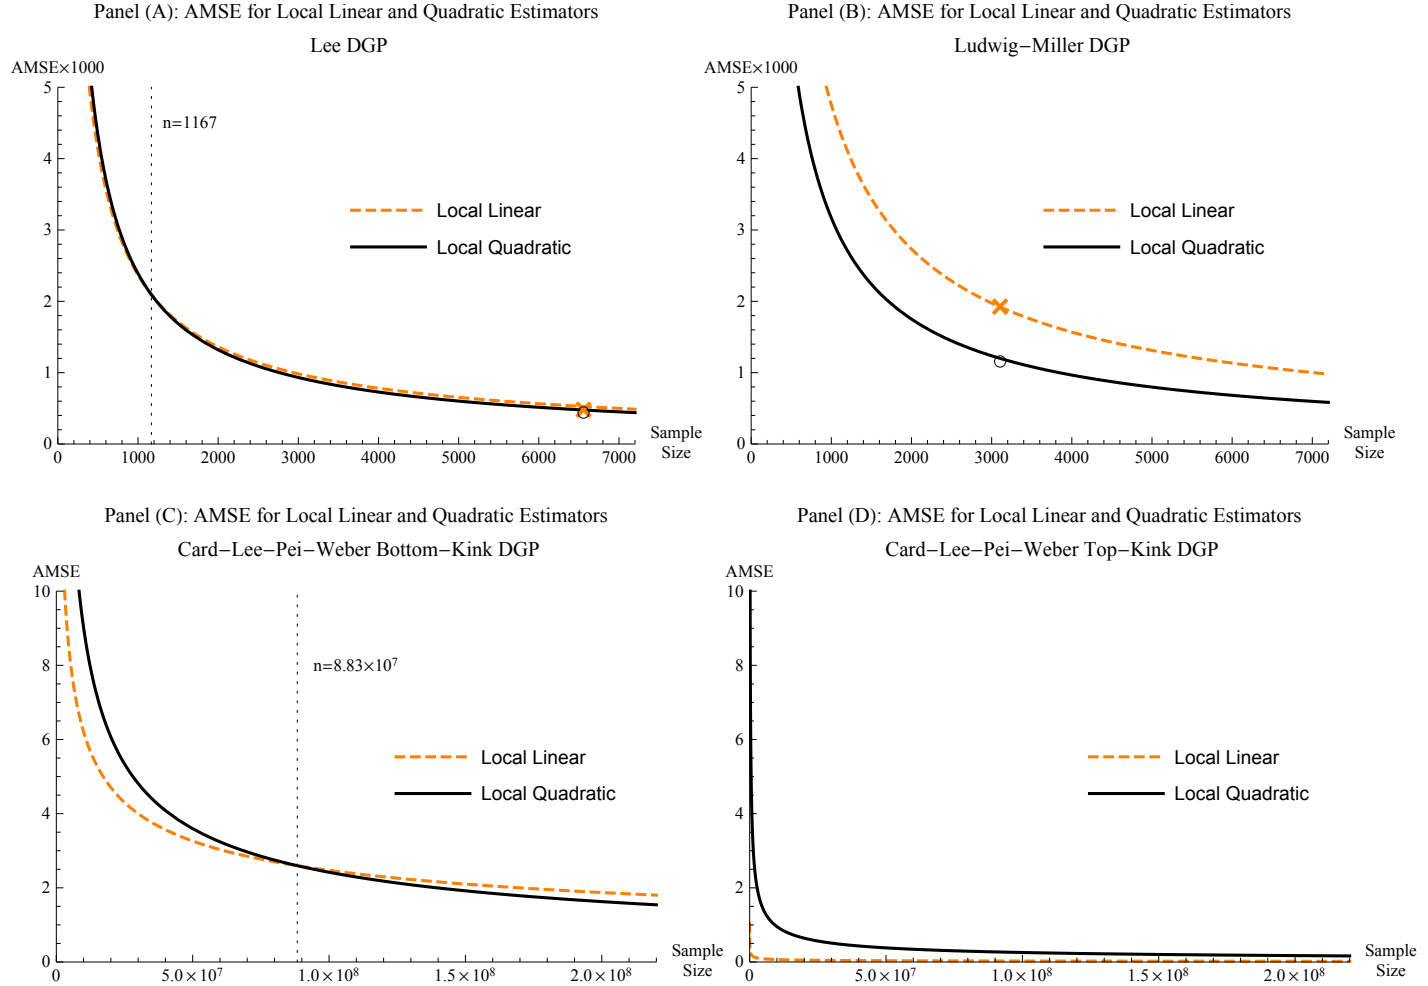 Panel (A): AMSE for Local Linear and Quadratic Estimators
Lee DGP
AMSE×1000
5
4
3
2
1
0
n=1167
Local Linear
Local Quadratic
0 1000 2000 3000 4000 5000 6000 7000
Sample
Size
Panel (B): AMSE for Local Linear and Quadratic Estimators
Ludwig−Miller DGP
AMSE×1000
5
4
3
2
1
0
Local Linear
Local Quadratic
0 1000 2000 3000 4000 5000 6000 7000
Sample
Size
Panel (C): AMSE for Local Linear and Quadratic Estimators
Card−Lee−Pei−Weber Bottom−Kink DGP
AMSE
10
8
6
4
2
0
n=8.83×10⁷
Local Linear
Local Quadratic
0 5.0×10⁷ 1.0×10⁸ 1.5×10⁸ 2.0×10⁸
Sample
Size
Panel (D): AMSE for Local Linear and Quadratic Estimators
Card−Lee−Pei−Weber Top−Kink DGP
AMSE
10
8
6
4
2
0
Local Linear
Local Quadratic
0 5.0×10⁷ 1.0×10⁸ 1.5×10⁸ 2.0×10⁸
Sample
Size